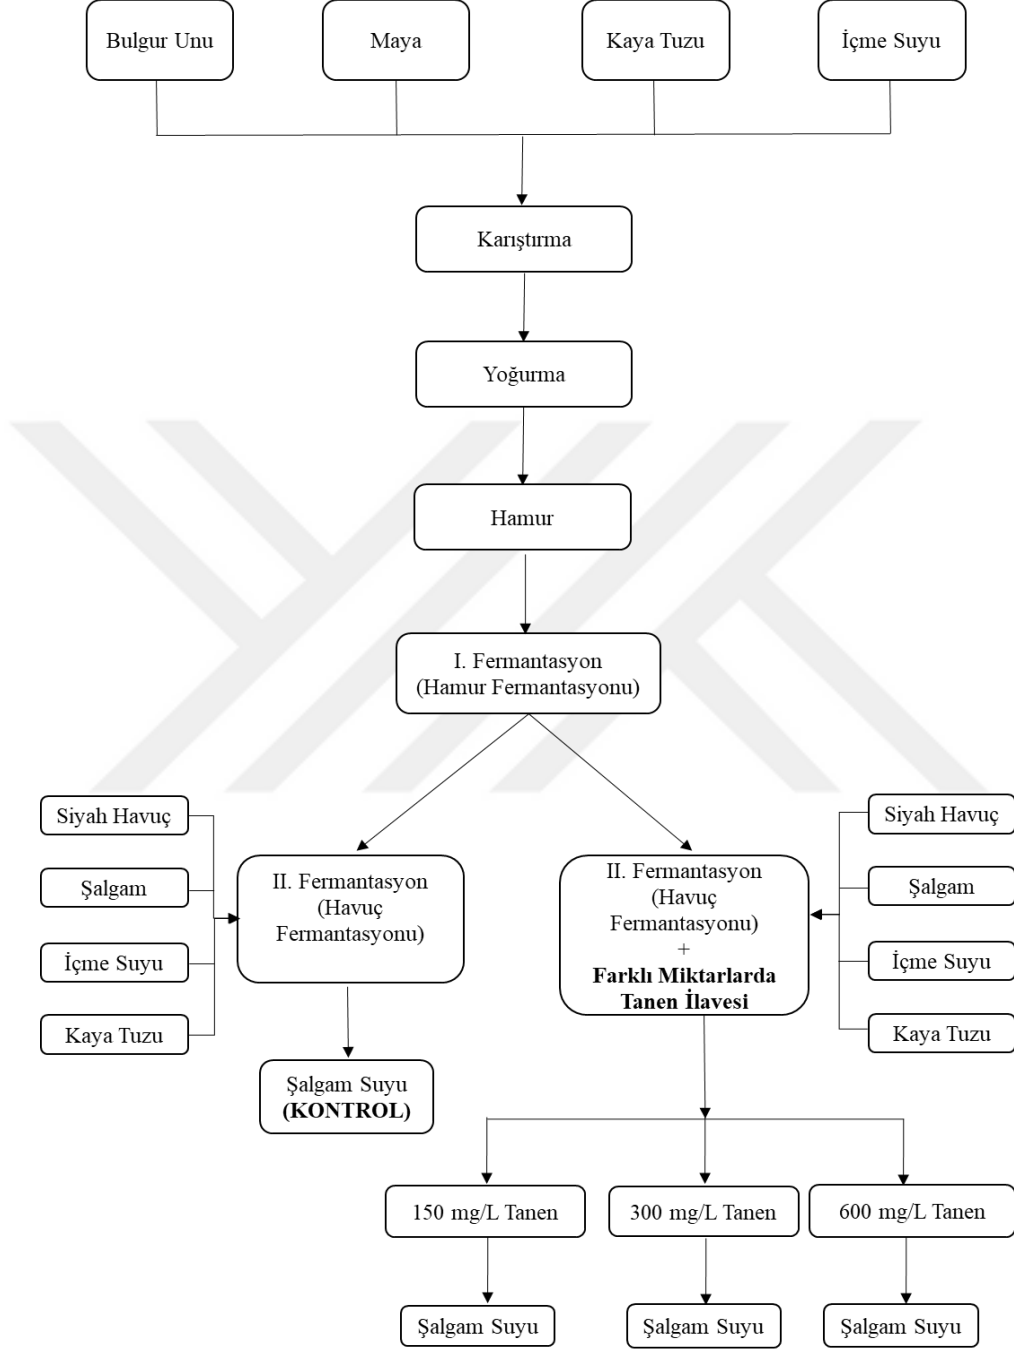 Bulgur Unu
Maya
Kaya Tuzu
İçme Suyu
Karıştırma
Yoğurma
Hamur
I. Fermantasyon
(Hamur Fermantasyonu)
Siyah Havuç
Şalgam
İçme Suyu
Kaya Tuzu
II. Fermantasyon
(Havuç
Fermantasyonu)
II. Fermantasyon
(Havuç
Fermantasyonu)
+
Farklı Miktarlarda
Tanen İlavesi
Siyah Havuç
Şalgam
İçme Suyu
Kaya Tuzu
Şalgam Suyu
(KONTROL)
150 mg/L Tanen
300 mg/L Tanen
600 mg/L Tanen
Şalgam Suyu
Şalgam Suyu
Şalgam Suyu